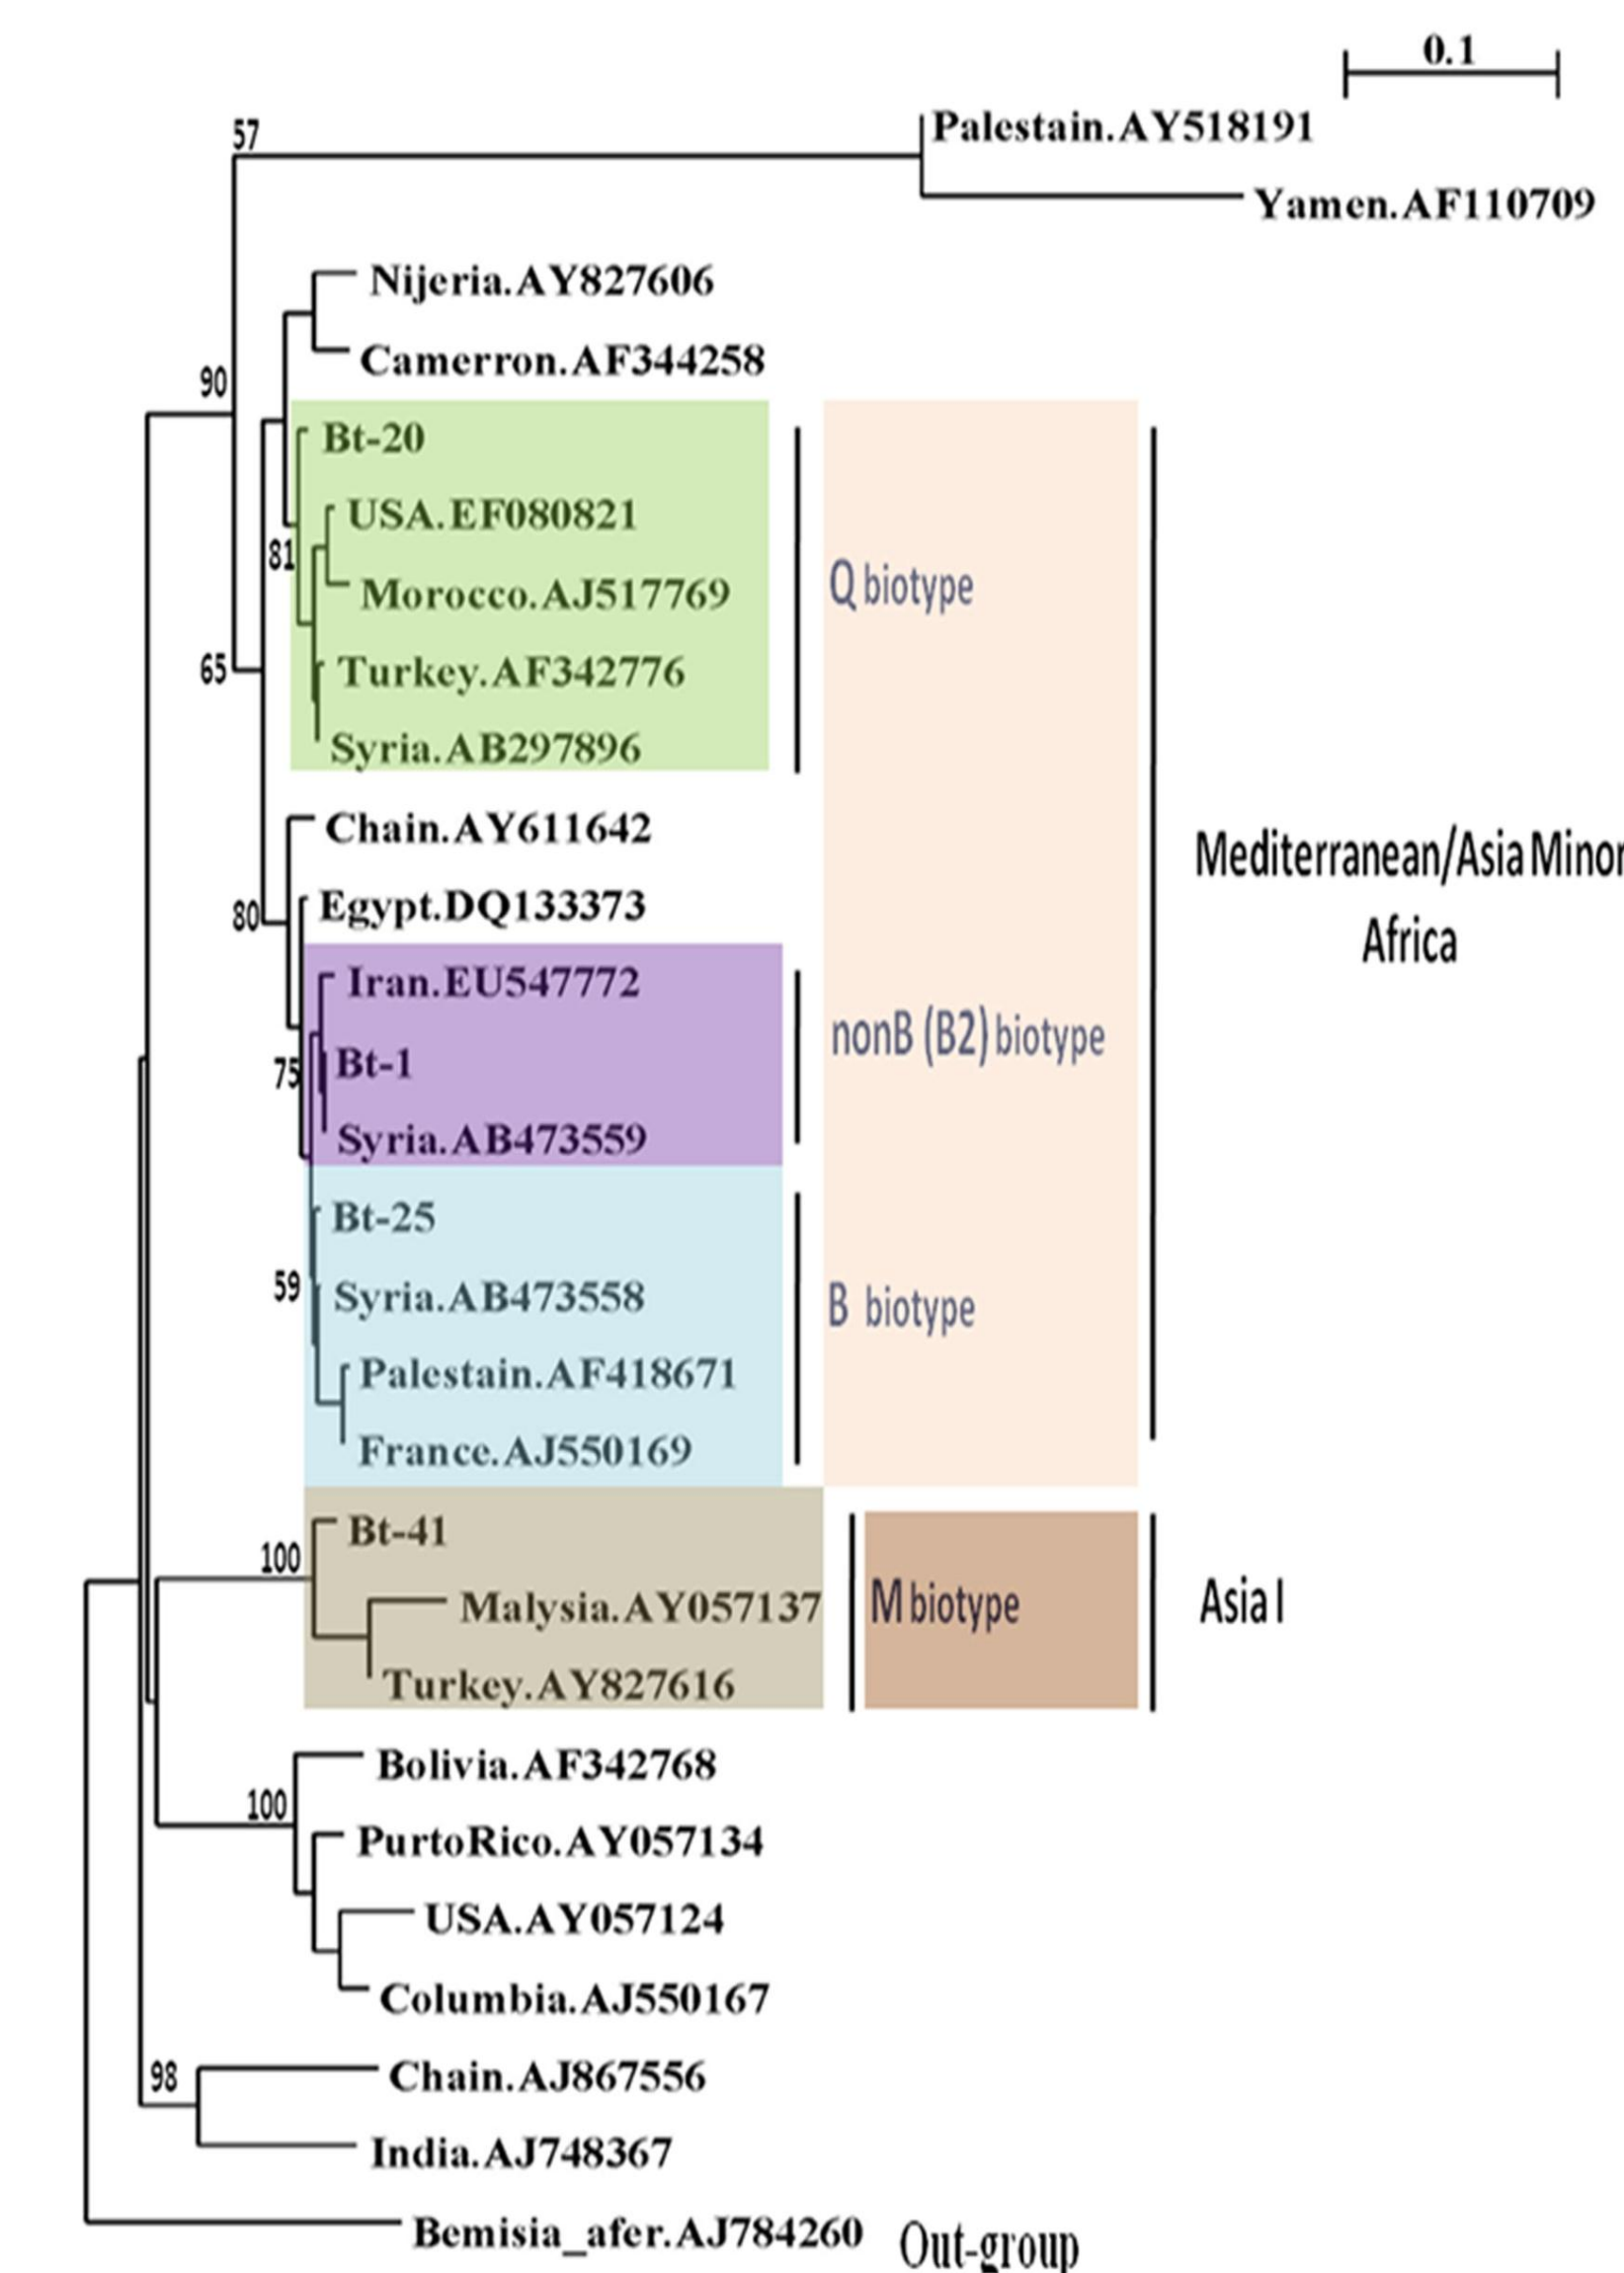 0.1
57
Palestain.AY518191
Yamen.AF110709
Nijeria.AY827606
Camerron.AF344258
90
Bt-20
USA.EF080821
81
Q biotype
Morocco.AJ517769
65
Turkey.AF342776
Syria.AB297896
Chain.AY611642
Mediterranean/Asia Minor
Africa
80
Egypt.DQ133373
Iran.EU547772
nonB (B2) biotype
75
Bt-1
Syria.AB473559
Bt-25
59
Syria.AB473558
B biotype
Palestain.AF418671
France.AJ550169
Bt-41
100
Malysia.AY057137
M biotype
Asia I
Turkey.AY827616
Bolivia.AF342768
100
PurtoRico.AY057134
USA.AY057124
Columbia.AJ550167
98
Chain.AJ867556
India.AJ748367
Bemisia_afer.AJ784260
Out-group